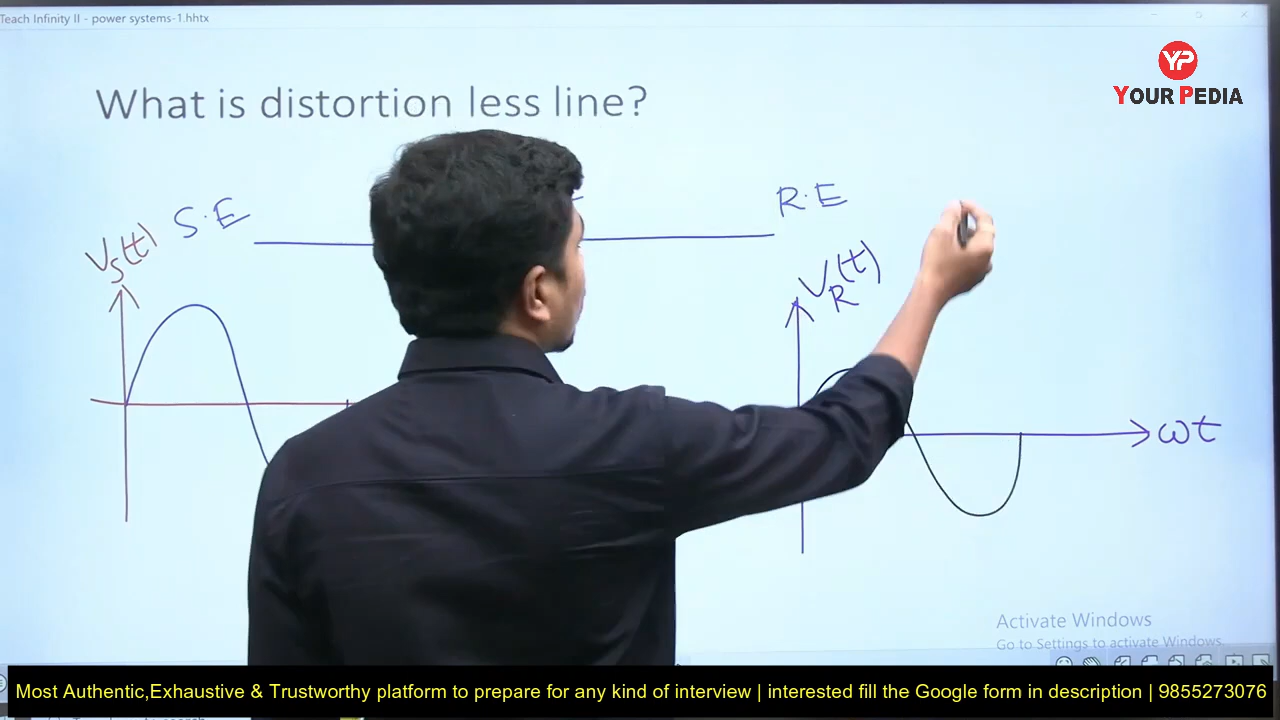 Teach Infinity II - power systems-1.hhtx
YP
YOUR PEDIA
What is distortion less line?
S.E
R.E
Vs(t)
VR(t)
ωt
Activate Windows
Go to Settings to activate Windows.
Most Authentic,Exhaustive & Trustworthy platform to prepare for any kind of interview | interested fill the Google form in description | 9855273076